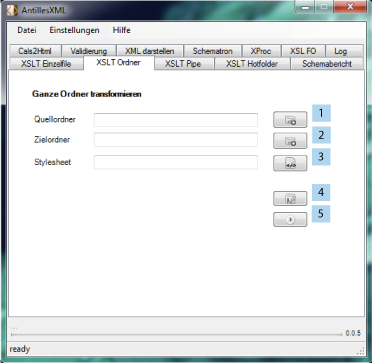 AntillesXML
Datei Einstellungen Hilfe
Cals2Html Validierung XML darstellen Schematron XProc XSL FO Log
XSLT Einzelfile XSLT Ordner XSLT Pipe XSLT Hotfolder Schemabericht
Ganze Ordner transformieren
Quellordner 1
Zielordner 2
Stylesheet 3
4
5
...
0.0.5
ready